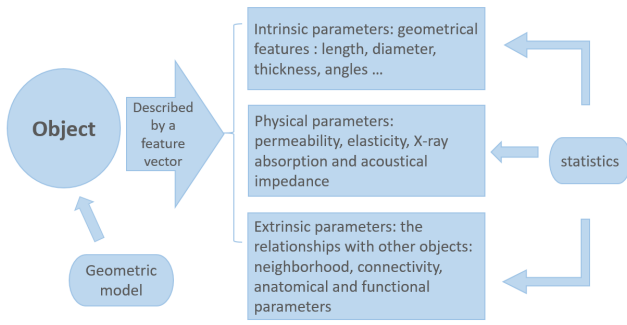 Object
Described
by a
feature
vector
Geometric
model
Intrinsic parameters: geometrical
features : length, diameter,
thickness, angles ...
Physical parameters:
permeability, elasticity, X-ray
absorption and acoustical
impedance
Extrinsic parameters: the
relationships with other objects:
neighborhood, connectivity,
anatomical and functional
parameters
statistics